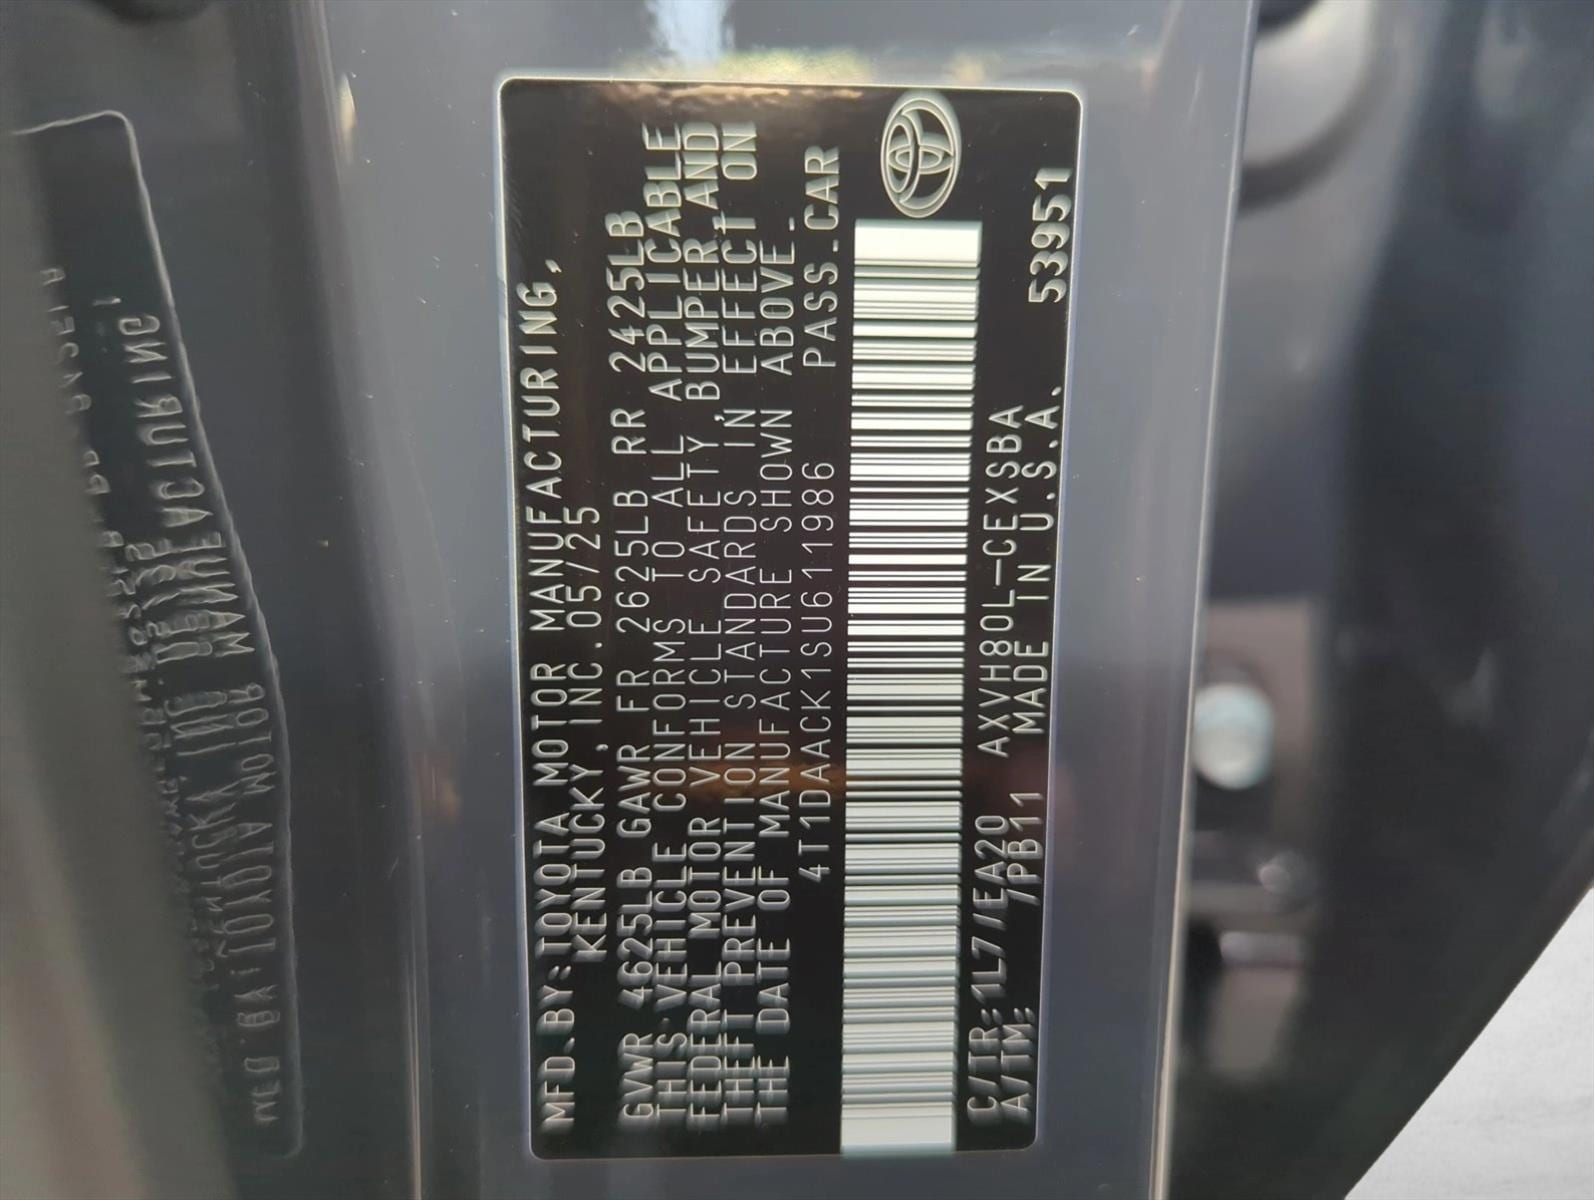 MFD.BY:TOYOTA MOTOR MANUFACTURING,
KENTUCKY,INC.05/25
GVWR 4625LB GAWR FR 2625LB RR 2425LB
THIS VEHICLE CONFORMS TO ALL APPLICABLE
FEDERAL MOTOR VEHICLE SAFETY,BUMPER AND
THEFT PREVENTION STANDARDS IN EFFECT ON
THE DATE OF MANUFACTURE SHOWN ABOVE.
4T1DAACK1SU611986 PASS.CAR
C/TR:1L7/EA20 AXVH80L-CEXSBA
A/TM: /PB11 MADE IN U.S.A. 53951